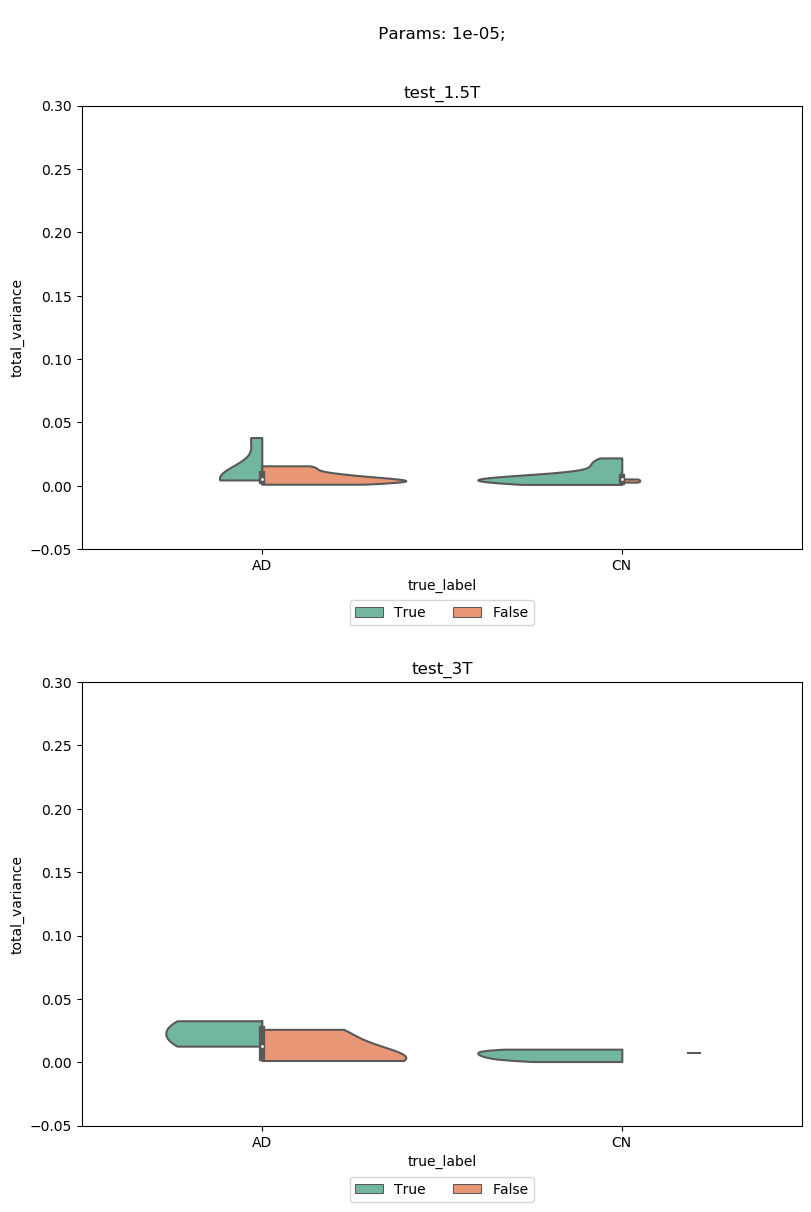 Params: 1e-05;
test_1.5T
0.30
0.25
0.20
0.15
0.10
0.05
0.00
−0.05
total_variance
AD CN
true_label
True False
test_3T
0.30
0.25
0.20
0.15
0.10
0.05
0.00
−0.05
total_variance
AD CN
true_label
True False